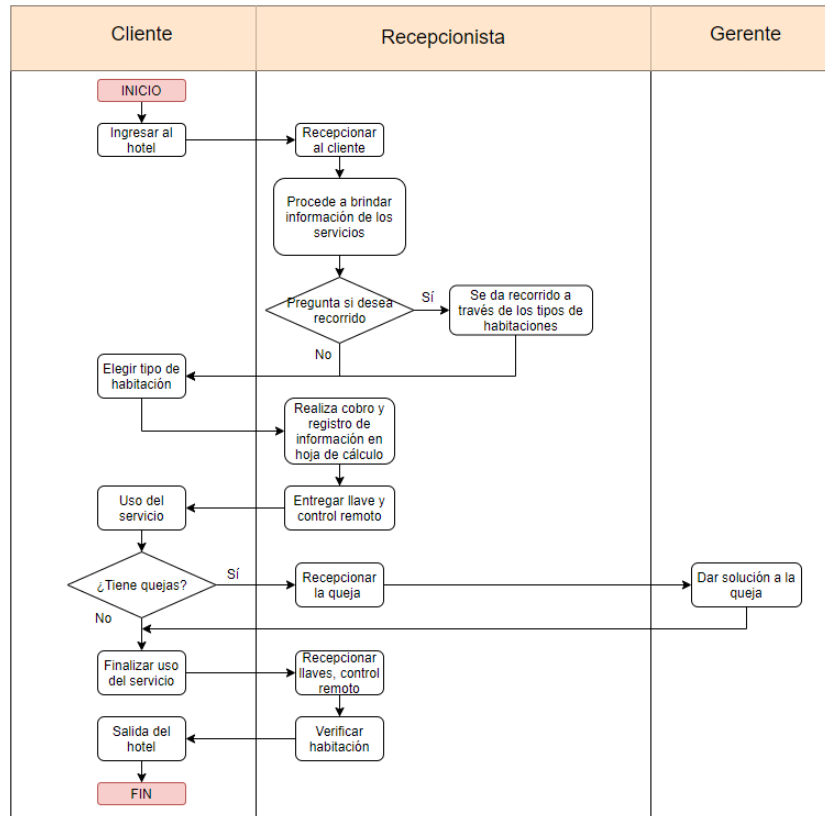 Cliente
Recepcionista
Gerente
INICIO
Ingresar al
hotel
Recepcionar
al cliente
Procede a brindar
información de los
servicios
Pregunta si desea
recorrido
Sí
Se da recorrido a
través de los tipos de
habitaciones
No
Elegir tipo de
habitación
Realiza cobro y
registro de
información en
hoja de cálculo
Entregar llave y
control remoto
Uso del
servicio
¿Tiene quejas?
Sí
Recepcionar
la queja
Dar solución a la
queja
No
Finalizar uso
del servicio
Recepcionar
llaves, control
remoto
Verificar
habitación
Salida del
hotel
FIN